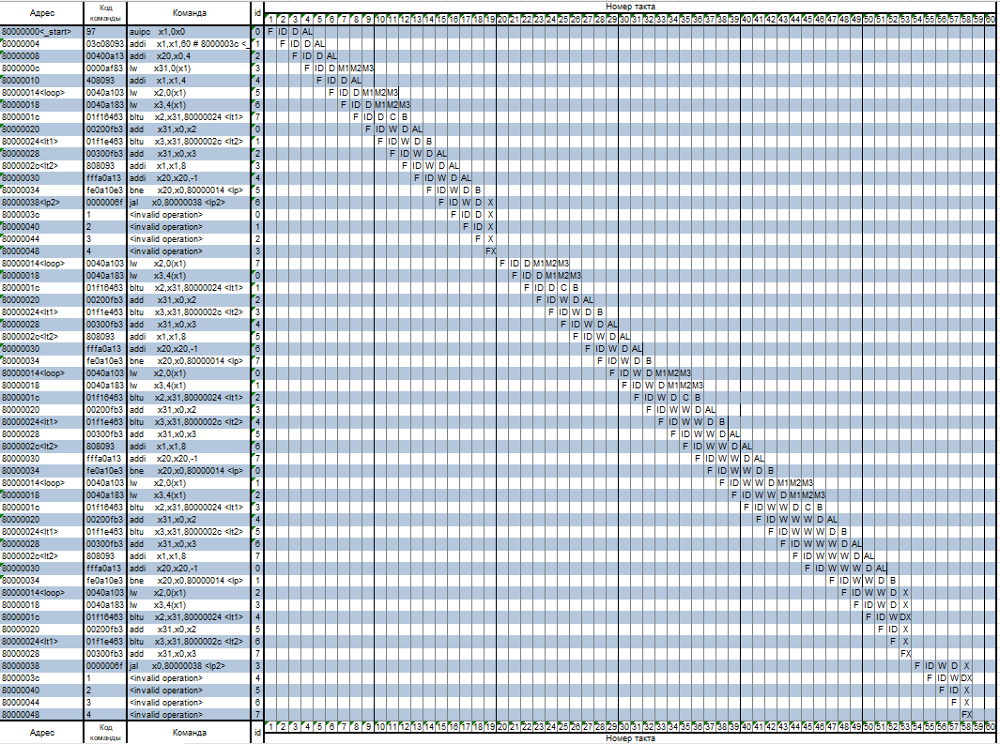 Адрес Код команды Команда id Номер такта
1 2 3 4 5 6 7 8 9 10 11 12 13 14 15 16 17 18 19 20 21 22 23 24 25 26 27 28 29 30 31 32 33 34 35 36 37 38 39 40 41 42 43 44 45 46 47 48 49 50 51 52 53 54 55 56 57 58 59 60
80000000<_start> 97 auipc x1,0x0 0 F ID D AL
80000004 03c08093 addi x1,x1,60 # 8000003c <_ 1 F ID D AL
80000008 00400a13 addi x20,x0,4 2 F ID D AL
8000000c 0000af83 lw x31,0(x1) 3 F ID D M1 M2 M3
80000010 408093 addi x1,x1,4 4 F ID D AL
80000014<loop> 0040a103 lw x2,0(x1) 5 F ID D M1 M2 M3
80000018 0040a183 lw x3,4(x1) 6 F ID D M1 M2 M3
8000001c 01f16463 bltu x2,x31,80000024 <lt1> 7 F ID D C B
80000020 00200fb3 add x31,x0,x2 0 F ID W D AL
80000024<lt1> 01f1e463 bltu x3,x31,8000002c <lt2> 1 F ID W D B
80000028 00300fb3 add x31,x0,x3 2 F ID W D AL
8000002c<lt2> 808093 addi x1,x1,8 3 F ID W D AL
80000030 fffa0a13 addi x20,x20,-1 4 F ID W D AL
80000034 fe0a10e3 bne x20,x0,80000014 <lp> 5 F ID W D B
80000038<lp2> 0000006f jal x0,80000038 <lp2> 6 F ID W D X
8000003c 1 <invalid operation> 0 F ID D X
80000040 2 <invalid operation> 1 F ID X
80000044 3 <invalid operation> 2 F X
80000048 4 <invalid operation> 3 FX
80000014<loop> 0040a103 lw x2,0(x1) 7 F ID D M1 M2 M3
80000018 0040a183 lw x3,4(x1) 0 F ID D M1 M2 M3
8000001c 01f16463 bltu x2,x31,80000024 <lt1> 1 F ID D C B
80000020 00200fb3 add x31,x0,x2 2 F ID W D AL
80000024<lt1> 01f1e463 bltu x3,x31,8000002c <lt2> 3 F ID W D B
80000028 00300fb3 add x31,x0,x3 4 F ID W D AL
8000002c<lt2> 808093 addi x1,x1,8 5 F ID W D AL
80000030 fffa0a13 addi x20,x20,-1 6 F ID W D AL
80000034 fe0a10e3 bne x20,x0,80000014 <lp> 7 F ID W D B
80000014<loop> 0040a103 lw x2,0(x1) 0 F ID W D M1 M2 M3
80000018 0040a183 lw x3,4(x1) 1 F ID W D M1 M2 M3
8000001c 01f16463 bltu x2,x31,80000024 <lt1> 2 F ID W D C B
80000020 00200fb3 add x31,x0,x2 3 F ID W W D AL
80000024<lt1> 01f1e463 bltu x3,x31,8000002c <lt2> 4 F ID W W D B
80000028 00300fb3 add x31,x0,x3 5 F ID W W D AL
8000002c<lt2> 808093 addi x1,x1,8 6 F ID W W D AL
80000030 fffa0a13 addi x20,x20,-1 7 F ID W W D AL
80000034 fe0a10e3 bne x20,x0,80000014 <lp> 0 F ID W W D B
80000014<loop> 0040a103 lw x2,0(x1) 1 F ID W W D M1 M2 M3
80000018 0040a183 lw x3,4(x1) 2 F ID W W D M1 M2 M3
8000001c 01f16463 bltu x2,x31,80000024 <lt1> 3 F ID W W D C B
80000020 00200fb3 add x31,x0,x2 4 F ID W W W D AL
80000024<lt1> 01f1e463 bltu x3,x31,8000002c <lt2> 5 F ID W W W D B
80000028 00300fb3 add x31,x0,x3 6 F ID W W W D AL
8000002c<lt2> 808093 addi x1,x1,8 7 F ID W W W D AL
80000030 fffa0a13 addi x20,x20,-1 0 F ID W W W D AL
80000034 fe0a10e3 bne x20,x0,80000014 <lp> 1 F ID W W D B
80000014<loop> 0040a103 lw x2,0(x1) 2 F ID W W D X
80000018 0040a183 lw x3,4(x1) 3 F ID W D X
8000001c 01f16463 bltu x2,x31,80000024 <lt1> 4 F ID W DX
80000020 00200fb3 add x31,x0,x2 5 F ID X
80000024<lt1> 01f1e463 bltu x3,x31,8000002c <lt2> 6 F X
80000028 00300fb3 add x31,x0,x3 7 FX
80000038 0000006f jal x0,80000038 <lp2> 3 F ID W D X
8000003c 1 <invalid operation> 4 F ID W DX
80000040 2 <invalid operation> 5 F ID X
80000044 3 <invalid operation> 6 F X
80000048 4 <invalid operation> 7 FX
Адрес Код команды Команда id 1 2 3 4 5 6 7 8 9 10 11 12 13 14 15 16 17 18 19 20 21 22 23 24 25 26 27 28 29 30 31 32 33 34 35 36 37 38 39 40 41 42 43 44 45 46 47 48 49 50 51 52 53 54 55 56 57 58 59 60
Номер такта